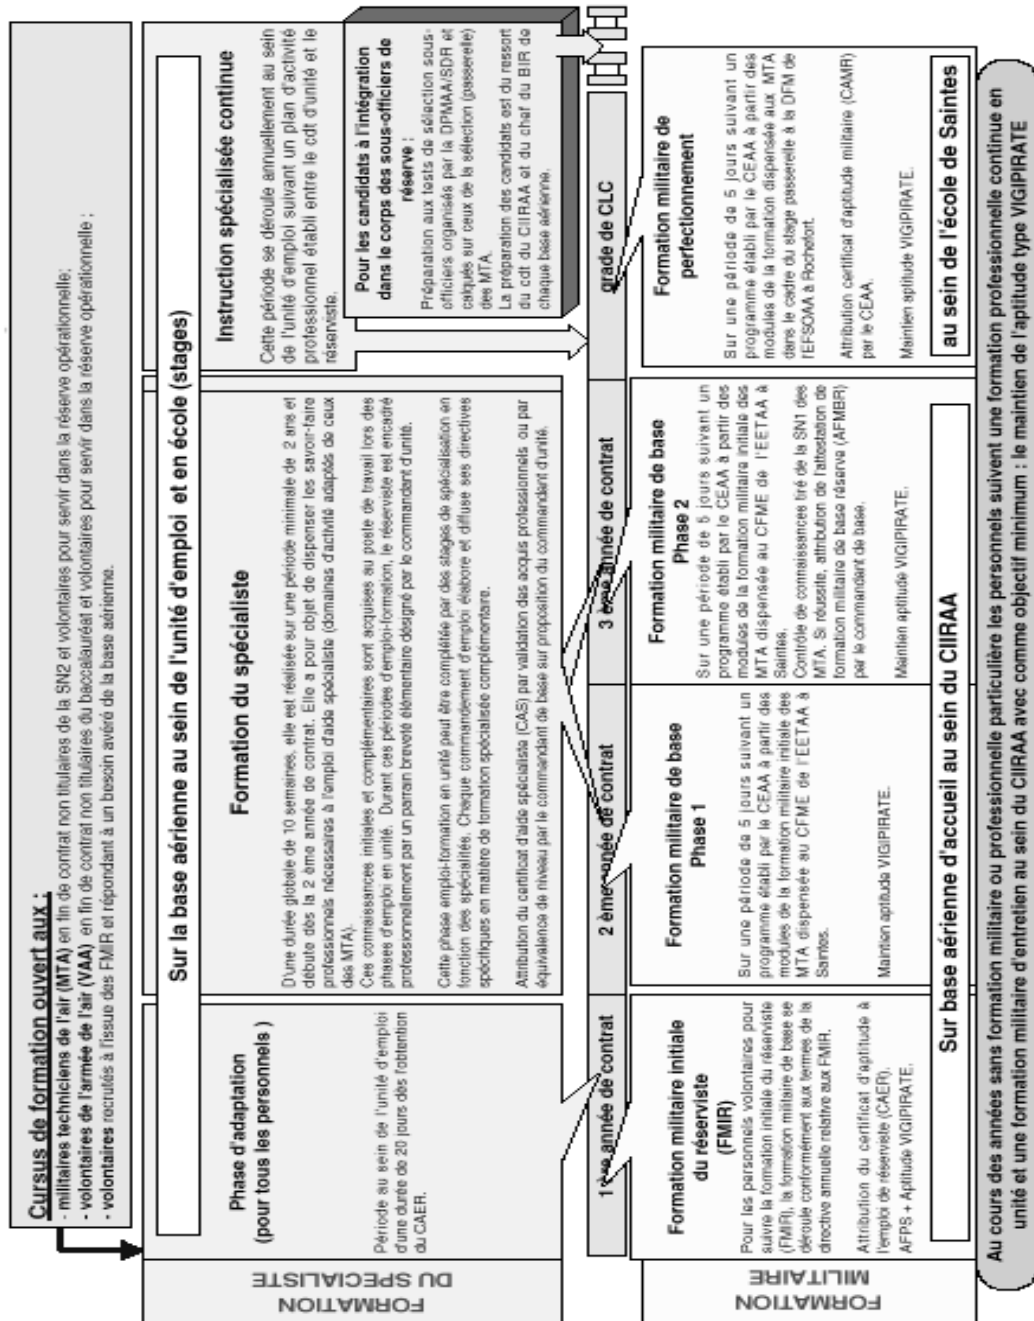 Cursus de formation ouvert aux :
- militaires techniciens de l'air (MTA) en fin de contrat non titulaires de la SN2 et volontaires pour servir dans la réserve opérationnelle;
- volontaires de l'armée de l'air (VAA) en fin de contrat non titulaires du baccalauréat et volontaires pour servir dans la réserve opérationnelle ;
- volontaires recrutés à l'issue des FMIR et répondant à un besoin avéré de la base aérienne.
FORMATION
DU SPECIALISTE
Sur la base aérienne au sein de l'unité d'emploi et en école (stages)
Phase d'adaptation
(pour tous les personnels )
Période au sein de l'unité d'emploi
d'une durée de 20 jours dès l'obtention
du CAER.
Formation du spécialiste
D'une durée globale de 10 semaines, elle est réalisée sur une période minimale de 2 ans et
débute dès la 2 ème année de contrat. Elle a pour objet de dispenser les savoir-faire
professionnels nécessaires à l'emploi d'aide spécialiste (domaines d'activité adaptés de ceux
des MTA).
Ces connaissances initiales et complémentaires sont acquises au poste de travail lors des
phases d'emploi en unité. Durant ces périodes d'emploi-formation, le réserviste est encadré
professionnellement par un parrain breveté élémentaire désigné par le commandant d'unité.
Cette phase emploi-formation en unité peut être complétée par des stages de spécialisation en
fonction des spécialités. Chaque commandement d'emploi élabore et diffuse ses directives
spécifiques en matière de formation spécialisée complémentaire.
Attribution du certificat d'aide spécialiste (CAS) par validation des acquis professionnels ou par
équivalence de niveau par le commandant de base sur proposition du commandant d'unité.
Instruction spécialisée continue
Cette période se déroule annuellement au sein
de l'unité d'emploi suivant un plan d'activité
professionnel établi entre le cdt d'unité et le
réserviste.
Pour les candidats à l'intégration
dans le corps des sous-officiers de
réserve :
Préparation aux tests de sélection sous-
officiers organisés par la DPMAA/SDR et
calqués sur ceux de la sélection (passerelle)
des MTA.
La préparation des candidats est du ressort
du cdt du CIIRAA et du chef du BIR de
chaque base aérienne.
1ère année de contrat
2 ème année de contrat
3 ème année de contrat
grade de CLC
FORMATION
MILITAIRE
Formation militaire initiale
du réserviste
(FMIR)
Pour les personnels volontaires pour
suivre la formation initiale du réserviste
(FMIR), la formation militaire de base se
déroule conformément aux termes de la
directive annuelle relative aux FMIR.
Attribution du certificat d'aptitude à
l'emploi de réserviste (CAER).
AFPS + Aptitude VIGIPIRATE.
Formation militaire de base
Phase 1
Sur une période de 5 jours suivant un
programme établi par le CEAA à partir des
modules de la formation militaire initiale des
MTA dispensée au CFME de l'EETAA à
Saintes.
Maintien aptitude VIGIPIRATE.
Formation militaire de base
Phase 2
Sur une période de 5 jours suivant un
programme établi par le CEAA à partir des
modules de la formation militaire initiale des
MTA dispensée au CFME de l'EETAA à
Saintes.
Contrôle de connaissances tiré de la SN1 des
MTA. Si réussite, attribution de l'attestation de
formation militaire de base réserve (AFMBR)
par le commandant de base.
Maintien aptitude VIGIPIRATE.
Formation militaire de
perfectionnement
Sur une période de 5 jours suivant un
programme établi par le CEAA à partir des
modules de la formation dispensée aux MTA
dans le cadre du stage passerelle à la DFM de
l'EFSOAA à Rochefort.
Attribution certificat d'aptitude militaire (CAMR)
par le CEAA.
Maintien aptitude VIGIPIRATE.
Sur base aérienne d'accueil au sein du CIIRAA
au sein de l'école de Saintes
Au cours des années sans formation militaire ou professionnelle particulière les personnels suivent une formation professionnelle continue en
unité et une formation militaire d'entretien au sein du CIIRAA avec comme objectif minimum : le maintien de l'aptitude type VIGIPIRATE